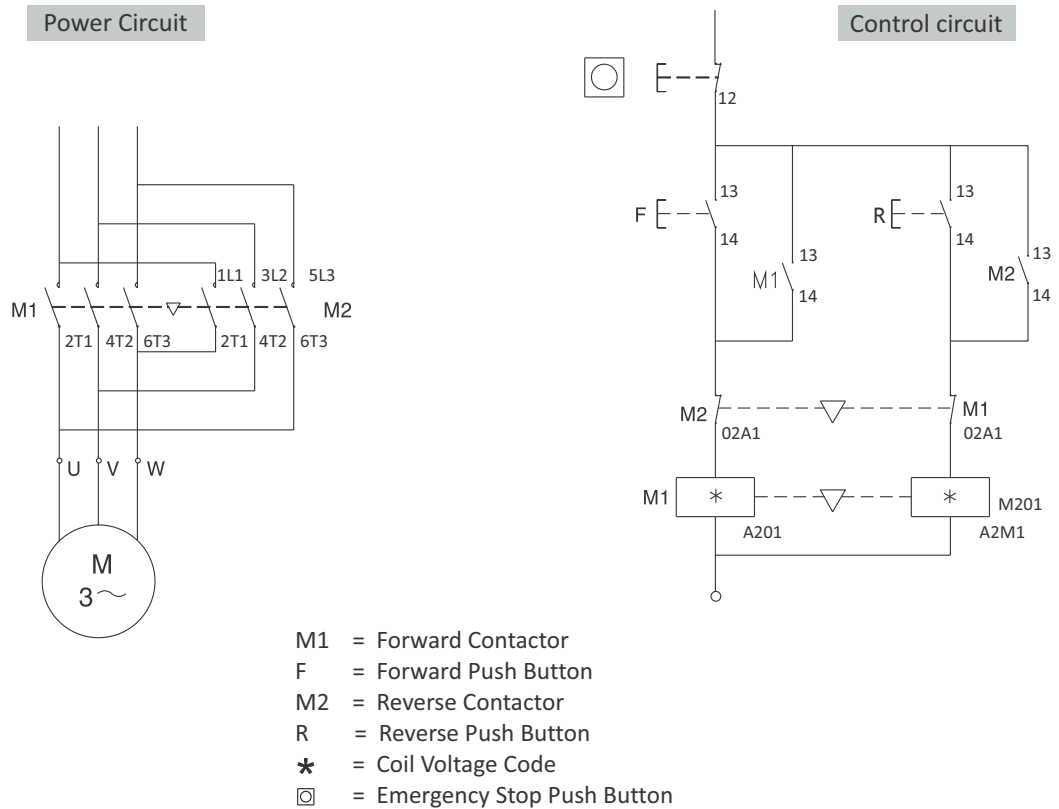 Power Circuit
Control circuit
12
13
13
F
R
14
14
13
13
M1
M2
14
14
1L1 3L2 5L3
M1
M2
2T1 4T2 6T3 2T1 4T2 6T3
M2
M1
02A1
02A1
U V W
M1
*
*
M201
A201
A2M1
M
3~
M1 = Forward Contactor
F = Forward Push Button
M2 = Reverse Contactor
R = Reverse Push Button
* = Coil Voltage Code
= Emergency Stop Push Button